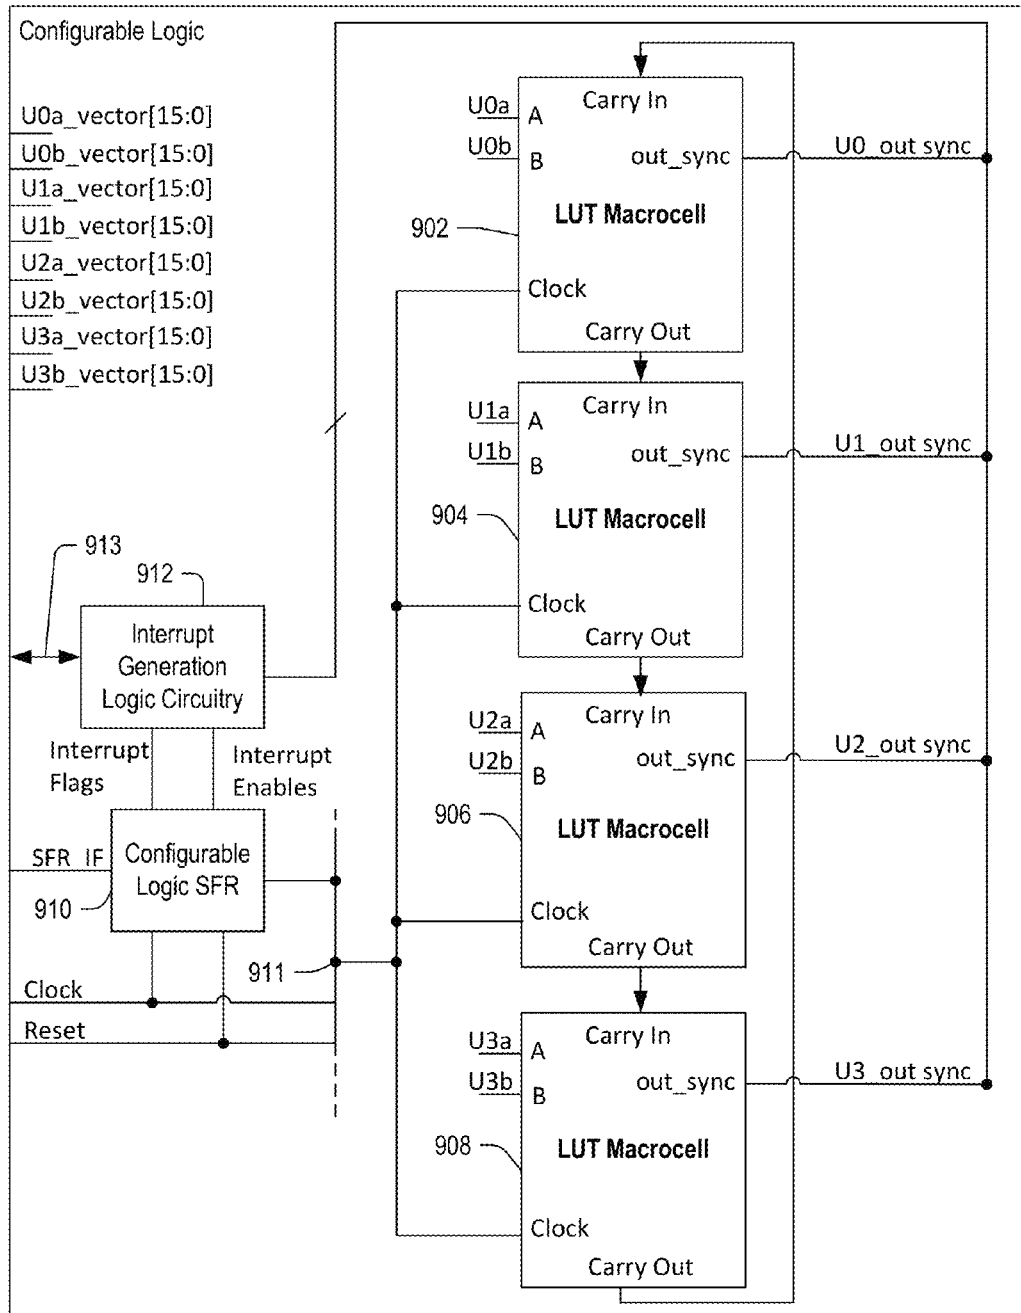 Configurable Logic
U0a_vector[15:0]
U0b_vector[15:0]
U1a_vector[15:0]
U1b_vector[15:0]
U2a_vector[15:0]
U2b_vector[15:0]
U3a_vector[15:0]
U3b_vector[15:0]
913
912
Interrupt
Generation
Logic Circuitry
Interrupt
Flags
Interrupt
Enables
SFR IF
Configurable
Logic SFR
910
911
Clock
Reset
Carry In
U0a
A
U0b
B
out_sync
U0_out sync
LUT Macrocell
902
Clock
Carry Out
Carry In
U1a
A
U1b
B
out_sync
U1_out sync
LUT Macrocell
904
Clock
Carry Out
Carry In
U2a
A
U2b
B
out_sync
U2_out sync
LUT Macrocell
906
Clock
Carry Out
Carry In
U3a
A
U3b
B
out_sync
U3_out sync
LUT Macrocell
908
Clock
Carry Out